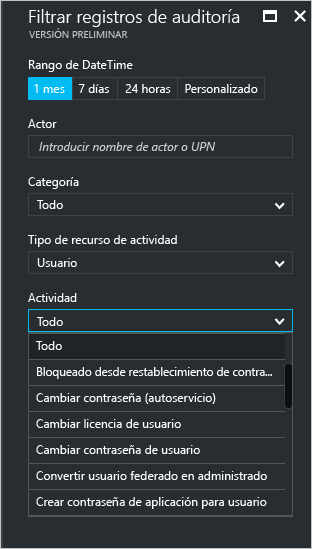 Filtrar registros de auditoría
VERSIÓN PRELIMINAR
Rango de DateTime
1 mes 7 días 24 horas Personalizado
Actor
Introducir nombre de actor o UPN
Categoría
Todo
Tipo de recurso de actividad
Usuario
Actividad
Todo
Todo
Bloqueado desde restablecimiento de contra...
Cambiar contraseña (autoservicio)
Cambiar licencia de usuario
Cambiar contraseña de usuario
Convertir usuario federado en administrado
Crear contraseña de aplicación para usuario